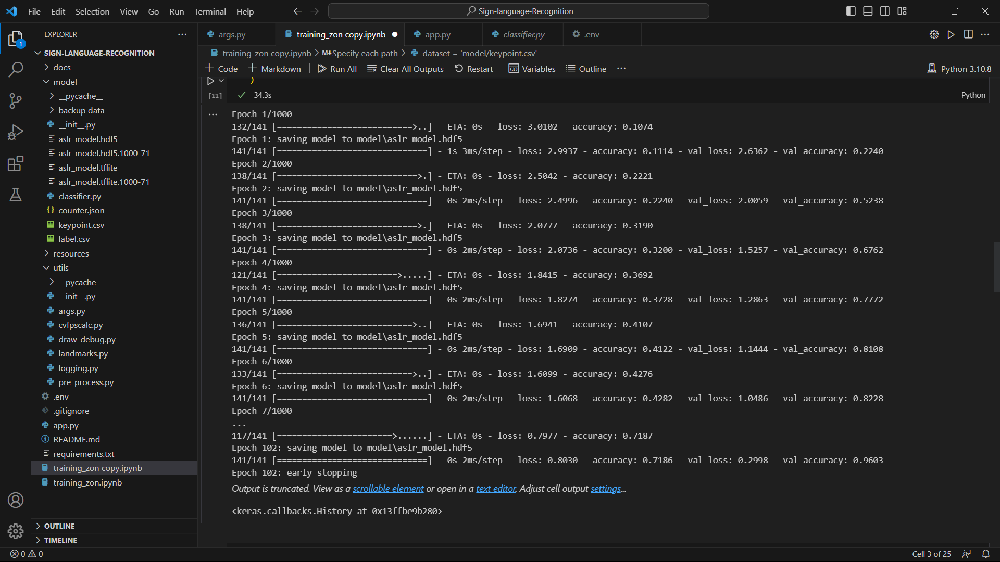 File Edit Selection View Go Run Terminal Help
Sign-language-Recognition
EXPLORER
SIGN-LANGUAGE-RECOGNITION
docs
model
__pycache__
backup data
__init__.py
aslr_model.hdf5
aslr_model.hdf5.1000-71
aslr_model.tflite
aslr_model.tflite.1000-71
classifier.py
counter.json
keypoint.csv
label.csv
resources
utils
__pycache__
__init__.py
args.py
cvfpscalc.py
draw_debug.py
landmarks.py
logging.py
pre_process.py
.env
.gitignore
app.py
README.md
requirements.txt
training_zon copy.ipynb
training_zon.ipynb
OUTLINE
TIMELINE
1
args.py training_zon copy.ipynb app.py classifier.py .env
training_zon copy.ipynb > M↓Specify each path > dataset = 'model/keypoint.csv'
+ Code + Markdown | Run All Clear All Outputs Restart | Variables Outline ... Python 3.10.8
)
[11] ✓ 34.3s Python
Epoch 1/1000
132/141 [===========================>..] - ETA: 0s - loss: 3.0102 - accuracy: 0.1074
Epoch 1: saving model to model\aslr_model.hdf5
141/141 [==============================] - 1s 3ms/step - loss: 2.9937 - accuracy: 0.1114 - val_loss: 2.6362 - val_accuracy: 0.2240
Epoch 2/1000
138/141 [============================>.] - ETA: 0s - loss: 2.5042 - accuracy: 0.2221
Epoch 2: saving model to model\aslr_model.hdf5
141/141 [==============================] - 0s 2ms/step - loss: 2.4996 - accuracy: 0.2240 - val_loss: 2.0059 - val_accuracy: 0.5238
Epoch 3/1000
138/141 [============================>.] - ETA: 0s - loss: 2.0777 - accuracy: 0.3190
Epoch 3: saving model to model\aslr_model.hdf5
141/141 [==============================] - 0s 2ms/step - loss: 2.0736 - accuracy: 0.3200 - val_loss: 1.5257 - val_accuracy: 0.6762
Epoch 4/1000
121/141 [========================>.....] - ETA: 0s - loss: 1.8415 - accuracy: 0.3692
Epoch 4: saving model to model\aslr_model.hdf5
141/141 [==============================] - 0s 2ms/step - loss: 1.8274 - accuracy: 0.3728 - val_loss: 1.2863 - val_accuracy: 0.7772
Epoch 5/1000
136/141 [===========================>..] - ETA: 0s - loss: 1.6941 - accuracy: 0.4107
Epoch 5: saving model to model\aslr_model.hdf5
141/141 [==============================] - 0s 2ms/step - loss: 1.6909 - accuracy: 0.4122 - val_loss: 1.1444 - val_accuracy: 0.8108
Epoch 6/1000
133/141 [===========================>..] - ETA: 0s - loss: 1.6099 - accuracy: 0.4276
Epoch 6: saving model to model\aslr_model.hdf5
141/141 [==============================] - 0s 2ms/step - loss: 1.6068 - accuracy: 0.4282 - val_loss: 1.0486 - val_accuracy: 0.8228
Epoch 7/1000
...
117/141 [=======================>......] - ETA: 0s - loss: 0.7977 - accuracy: 0.7187
Epoch 102: saving model to model\aslr_model.hdf5
141/141 [==============================] - 0s 2ms/step - loss: 0.8030 - accuracy: 0.7186 - val_loss: 0.2998 - val_accuracy: 0.9603
Epoch 102: early stopping
Output is truncated. View as a scrollable element or open in a text editor. Adjust cell output settings...
<keras.callbacks.History at 0x13ffbe9b280>
0 0
Cell 3 of 25